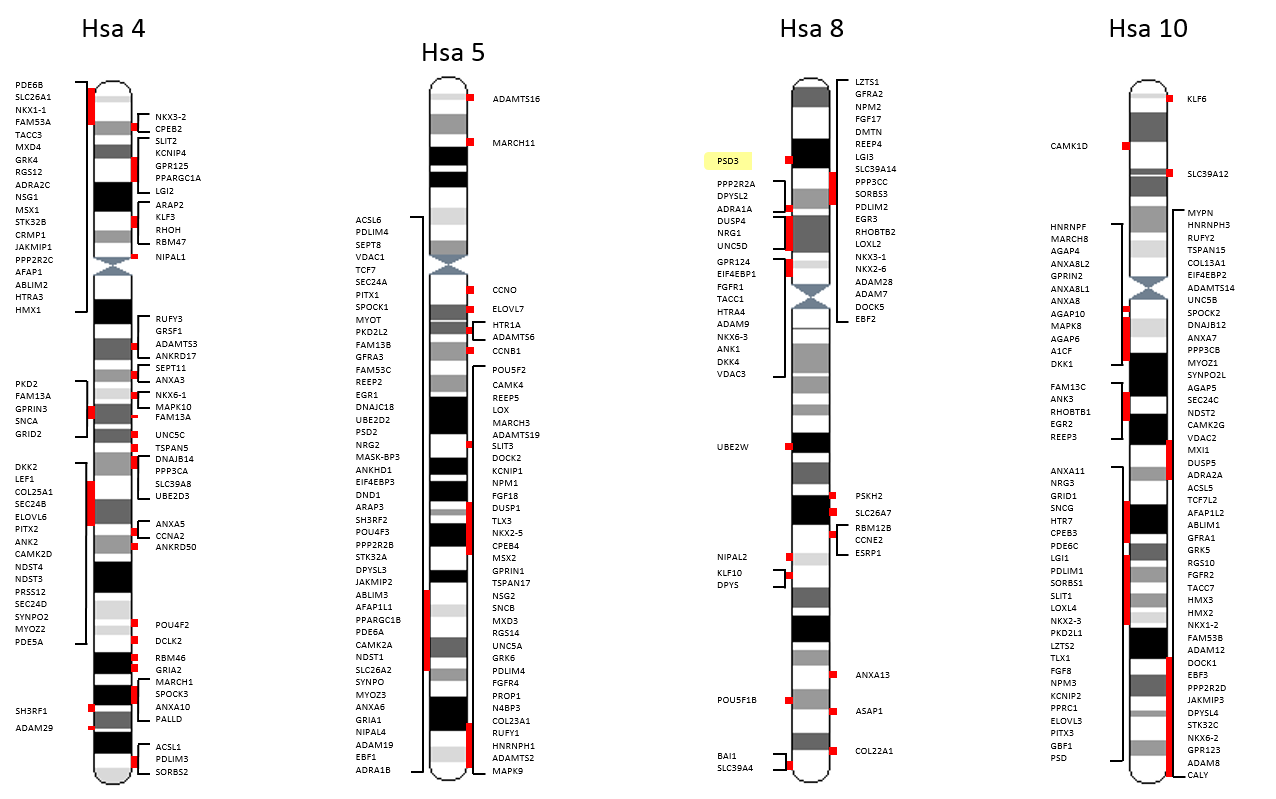 Hsa 4
PDE6B
SLC26A1
NKX1-1
FAM53A
TACC3
MXD4
GRK4
RGS12
ADRA2C
NSG1
MSX1
STK32B
CRMP1
JAKMIP1
PPP2R2C
AFAP1
ABLIM2
HTRA3
HMX1
PKD2
FAM13A
GPRIN3
SNCA
GRID2
DKK2
LEF1
COL25A1
SEC24B
ELOVL6
PITX2
ANK2
CAMK2D
NDST4
NDST3
PRSS12
SEC24D
SYNPO2
MYOZ2
PDE5A
SH3RF1
ADAM29
NKX3-2
CPEB2
SLIT2
KCNIP4
GPR125
PPARGC1A
LGI2
ARAP2
KLF3
RHOH
RBM47
NIPAL1
RUFY3
GRSF1
ADAMTS3
ANKRD17
SEPT11
ANXA3
NKX6-1
MAPK10
FAM13A
UNC5C
TSPAN5
DNAJB14
PPP3CA
SLC39A8
UBE2D3
ANXA5
CCNA2
ANKRD50
POU4F2
DCLK2
RBM46
GRIA2
MARCH1
SPOCK3
ANXA10
PALLD
ACSL1
PDLIM3
SORBS2
Hsa 5
ACSL6
PDLIM4
SEPT8
VDAC1
TCF7
SEC24A
PITX1
SPOCK1
MYOT
PKD2L2
FAM13B
GFRA3
FAM53C
REEP2
EGR1
DNAJC18
UBE2D2
PSD2
NRG2
MASK-BP3
ANKHD1
EIF4EBP3
DND1
ARAP3
SH3RF2
POU4F3
PPP2R2B
STK32A
DPYSL3
JAKMIP2
ABLIM3
AFAP1L1
PPARGC1B
PDE6A
CAMK2A
NDST1
SLC26A2
SYNPO
MYOZ3
ANXA6
GRIA1
NIPAL4
ADAM19
EBF1
ADRA1B
ADAMTS16
MARCH11
CCNO
ELOVL7
HTR1A
ADAMTS6
CCNB1
POU5F2
CAMK4
REEP5
LOX
MARCH3
ADAMTS19
SLIT3
DOCK2
KCNIP1
NPM1
FGF18
DUSP1
TLX3
NKX2-5
CPEB4
MSX2
GPRIN1
TSPAN17
NSG2
SNCB
MXD3
RGS14
UNC5A
GRK6
PDLIM4
FGFR4
PROP1
N4BP3
COL23A1
RUFY1
HNRNPH1
ADAMTS2
MAPK9
Hsa 8
PSD3
PPP2R2A
DPYSL2
ADRA1A
DUSP4
NRG1
UNC5D
GPR124
EIF4EBP1
FGFR1
TACC1
HTRA4
ADAM9
NKX6-3
ANK1
DKK4
VDAC3
UBE2W
NIPAL2
KLF10
DPYS
POU5F1B
BAI1
SLC39A4
LZTS1
GFRA2
NPM2
FGF17
DMTN
REEP4
LGI3
SLC39A14
PPP3CC
SORBS3
PDLIM2
EGR3
RHOBTB2
LOXL2
NKX3-1
NKX2-6
ADAM28
ADAM7
DOCK5
EBF2
PSKH2
SLC26A7
RBM12B
CCNE2
ESRP1
ANXA13
ASAP1
COL22A1
Hsa 10
CAMK1D
HNRNPF
MARCH8
AGAP4
ANXA8L2
GPRIN2
ANXA8L1
ANXA8
AGAP10
MAPK8
AGAP6
A1CF
DKK1
FAM13C
ANK3
RHOBTB1
EGR2
REEP3
ANXA11
NRG3
GRID1
SNCG
HTR7
CPEB3
PDE6C
LGI1
PDLIM1
SORBS1
SLIT1
LOXL4
NKX2-3
PKD2L1
LZTS2
TLX1
FGF8
NPM3
KCNIP2
PPRC1
ELOVL3
PITX3
GBF1
PSD
KLF6
SLC39A12
MYPN
HNRNPH3
RUFY2
TSPAN15
COL13A1
EIF4EBP2
ADAMTS14
UNC5B
SPOCK2
DNAJB12
ANXA7
PPP3CB
MYOZ1
SYNPO2L
AGAP5
SEC24C
NDST2
CAMK2G
VDAC2
MXI1
DUSP5
ADRA2A
ACSL5
TCF7L2
AFAP1L2
ABLIM1
GFRA1
GRK5
RGS10
FGFR2
TACC7
HMX3
HMX2
NKX1-2
FAM53B
ADAM12
DOCK1
EBF3
PPP2R2D
JAKMIP3
DPYSL4
STK32C
NKX6-2
GPR123
ADAM8
CALY